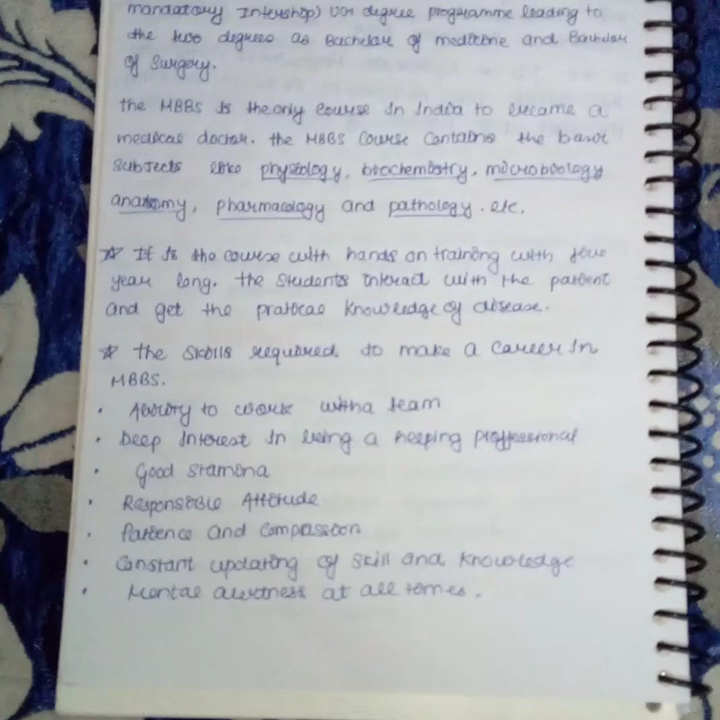 mandatory Intership) UG degree programme leading to
the two degrees as Bachelor of medicine and Bachelor
of Surgery.
the MBBS is the only course in India to became a
medical doctor. the MBBS Course Contains the basic
Subjects like physiology, biochemistry, microbiology
anatomy, pharmacology and pathology. etc.
☆ It is the course with hands on training with five
year long. the Students interact with the patient
and get the pratical knowledge of disease.
☆ the Skills required to make a Career in
MBBS.
• Ability to work with a team
• Deep Interest in being a helping proffessional
• Good Stamina
• Responsible Attitude
• Patience and Compassion
• Constant updating of skill and knowledge
• Mental alertness at all times.